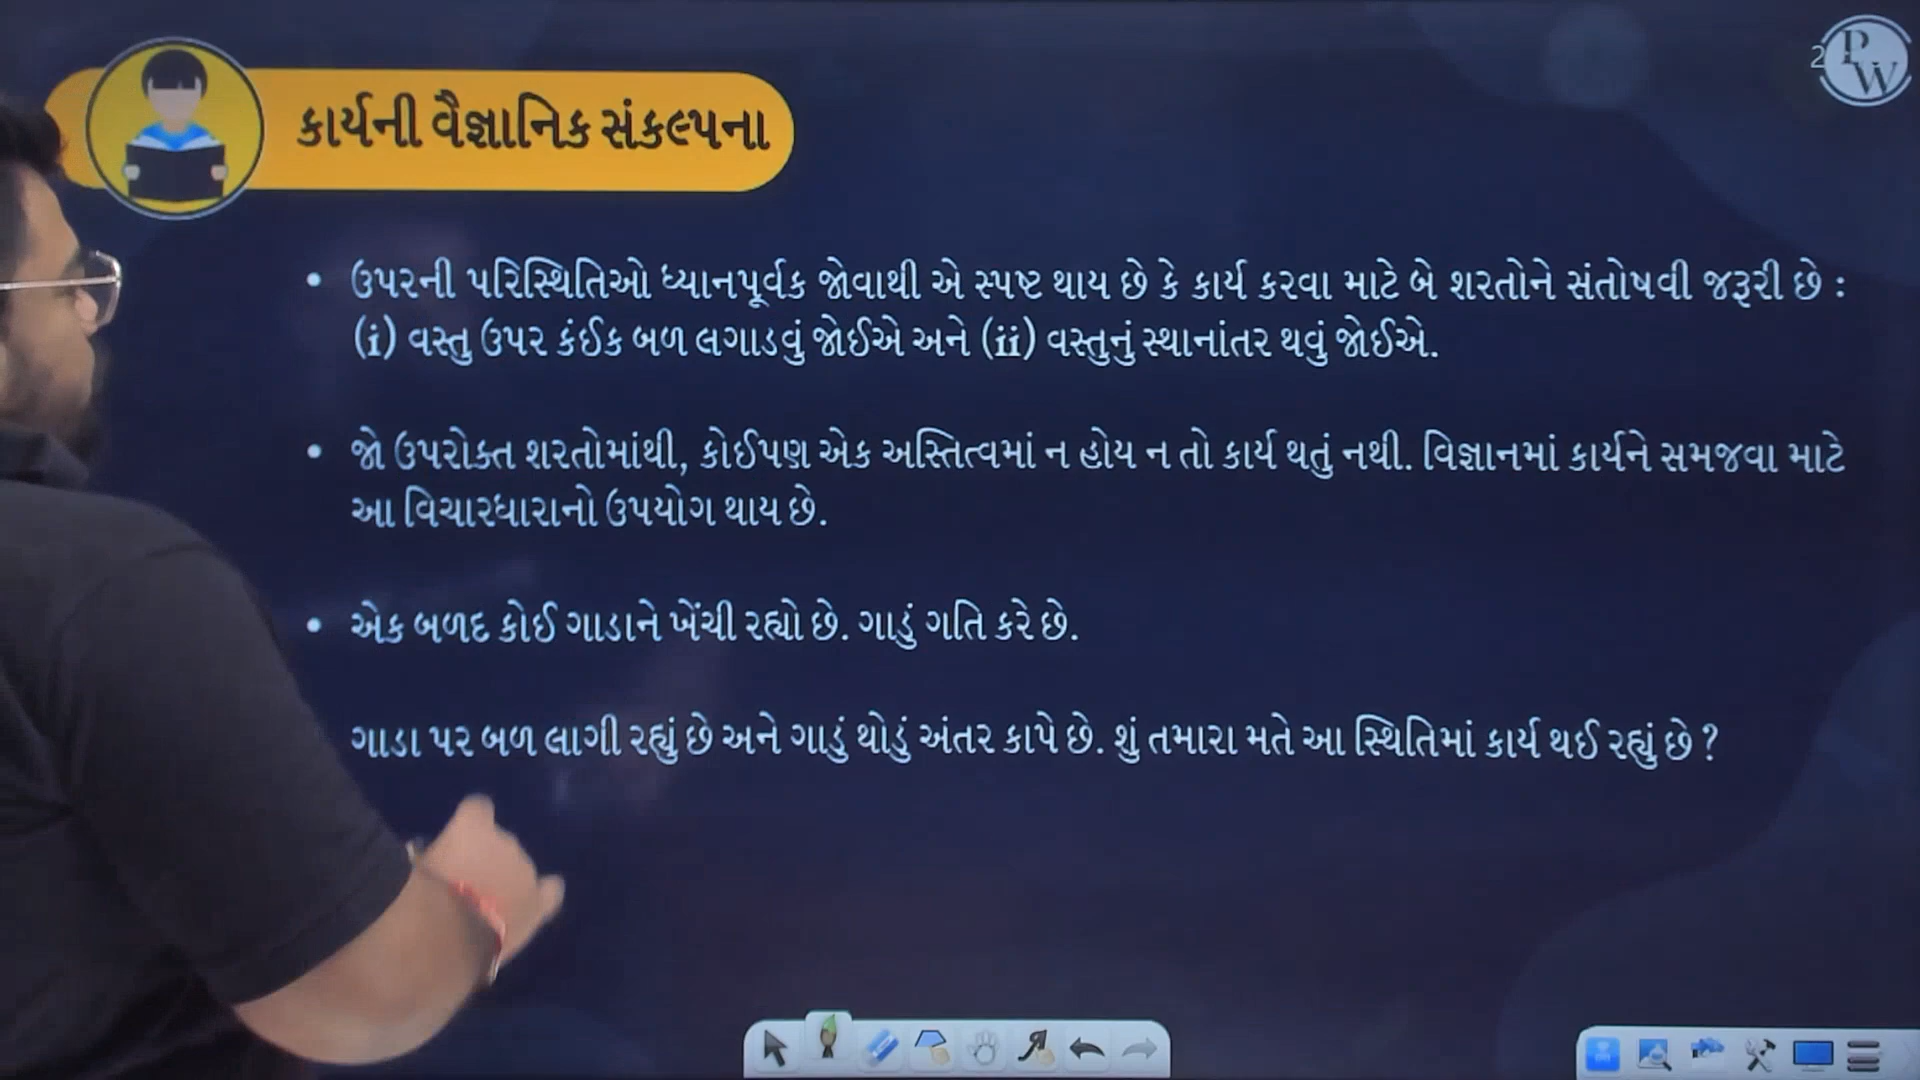 કાર્યની વૈજ્ઞાનિક સંકલ્પના
2
PW
• ઉપરની પરિસ્થિતિઓ ધ્યાનપૂર્વક જોવાથી એ સ્પષ્ટ થાય છે કે કાર્ય કરવા માટે બે શરતોને સંતોષવી જરૂરી છે :
(i) વસ્તુ ઉપર કંઈક બળ લગાડવું જોઈએ અને (ii) વસ્તુનું સ્થાનાંતર થવું જોઈએ.
• જો ઉપરોક્ત શરતોમાંથી, કોઈપણ એક અસ્તિત્વમાં ન હોય ન તો કાર્ય થતું નથી. વિજ્ઞાનમાં કાર્યને સમજવા માટે
આ વિચારધારાનો ઉપયોગ થાય છે.
• એક બળદ કોઈ ગાડાને ખેંચી રહ્યો છે. ગાડું ગતિ કરે છે.
ગાડા પર બળ લાગી રહ્યું છે અને ગાડું થોડું અંતર કાપે છે. શું તમારા મતે આ સ્થિતિમાં કાર્ય થઈ રહ્યું છે ?